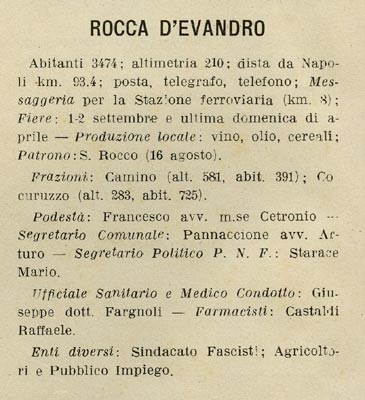 ROCCA D'EVANDRO
Abitanti 3474; altimetria 210; dista da Napo-
li km. 93.4; posta, telegrafo, telefono; Mes-
saggeria per la Stazione ferroviaria (km. 8);
Fiere: 1-2 settembre e ultima domenica di a-
prile — Produzione locale: vino, olio, cereali;
Patrono: S. Rocco (16 agosto).
Frazioni: Camino (alt. 581, abit. 391); Co
curuzzo (alt. 283, abit. 725).
Podestà: Francesco avv. m.se Cetronio —
Segretario Comunale: Pannaccione avv. Ar-
turo — Segretario Politico P. N. F.: Starace
Mario.
Ufficiale Sanitario e Medico Condotto: Giu-
seppe dott. Fargnoli — Farmacisti: Castaldi
Raffaele.
Enti diversi: Sindacato Fascisti; Agricolto-
ri e Pubblico Impiego.